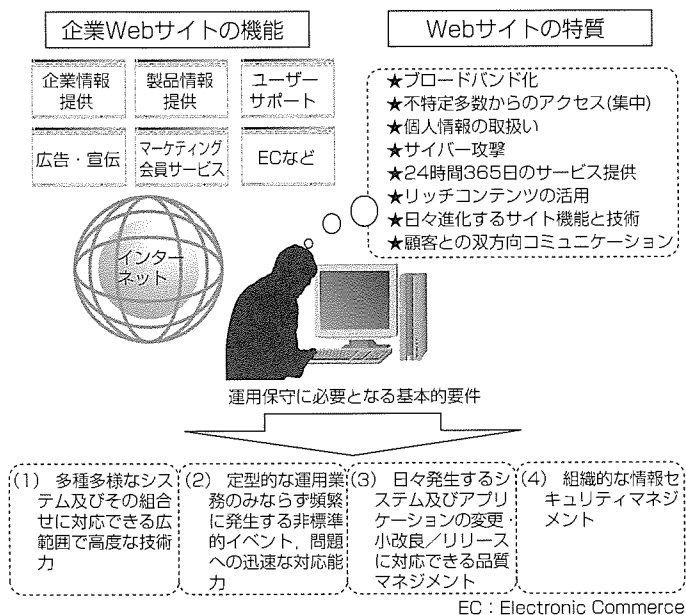 企業Webサイトの機能
Webサイトの特質
企業情報
提供
製品情報
提供
ユーザー
サポート
広告・宣伝
マーケティング
会員サービス
ECなど
★ブロードバンド化
★不特定多数からのアクセス(集中)
★個人情報の取扱い
★サイバー攻撃
★24時間365日のサービス提供
★リッチコンテンツの活用
★日々進化するサイト機能と技術
★顧客との双方向コミュニケーション
インター
ネット
運用保守に必要となる基本的要件
(1) 多種多様なシス
テム及びその組合
せに対応できる広
範囲で高度な技術
力
(2) 定型的な運用業
務のみならず頻繁
に発生する非標準
的イベント，問題
への迅速な対応能
力
(3) 日々発生するシ
ステム及びアプリ
ケーションの変更・
小改良／リリース
に対応できる品質
マネジメント
(4) 組織的な情報セ
キュリティマネジ
メント
EC：Electronic Commerce